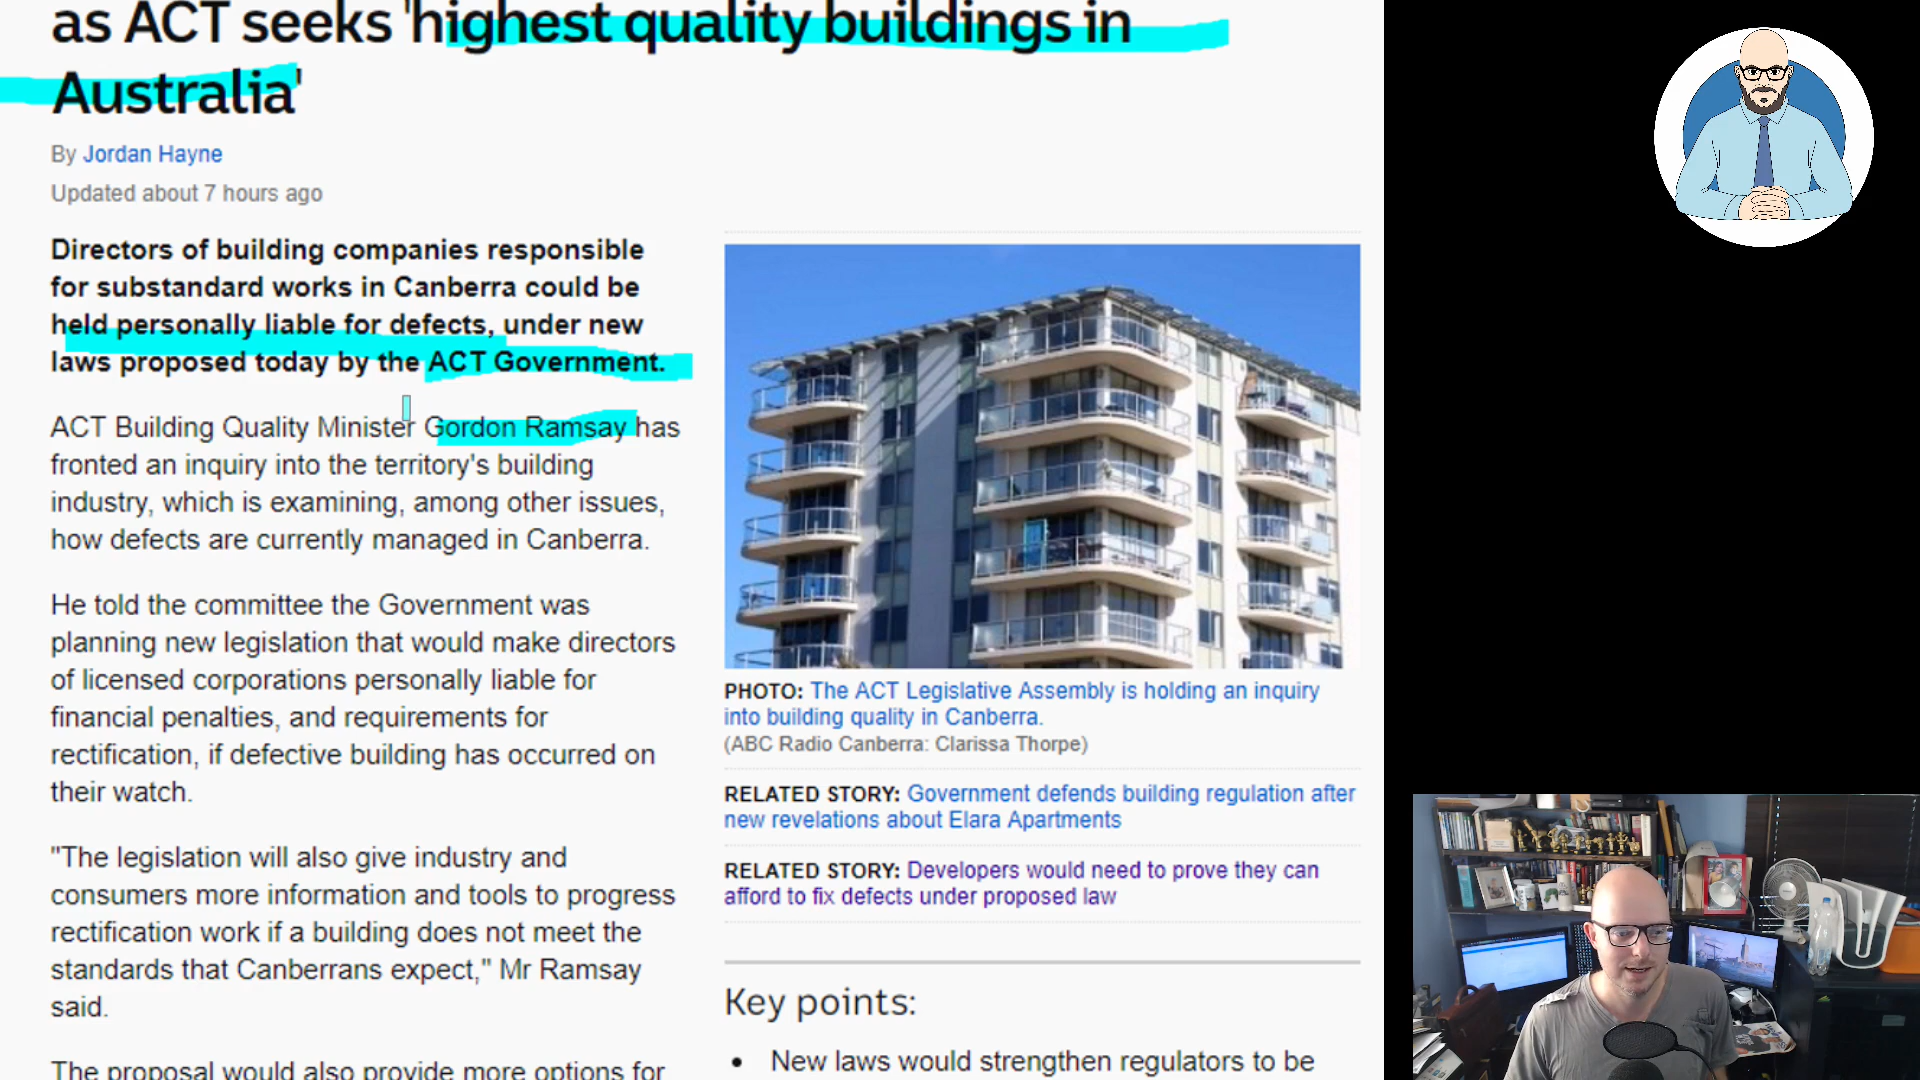 as ACT seeks 'highest quality buildings in
Australia'
By Jordan Hayne
Updated about 7 hours ago
Directors of building companies responsible
for substandard works in Canberra could be
held personally liable for defects, under new
laws proposed today by the ACT Government.
ACT Building Quality Minister Gordon Ramsay has
fronted an inquiry into the territory's building
industry, which is examining, among other issues,
how defects are currently managed in Canberra.
He told the committee the Government was
planning new legislation that would make directors
of licensed corporations personally liable for
financial penalties, and requirements for
rectification, if defective building has occurred on
their watch.
"The legislation will also give industry and
consumers more information and tools to progress
rectification work if a building does not meet the
standards that Canberrans expect," Mr Ramsay
said.
The proposal would also provide more options for
PHOTO: The ACT Legislative Assembly is holding an inquiry
into building quality in Canberra.
(ABC Radio Canberra: Clarissa Thorpe)
RELATED STORY: Government defends building regulation after
new revelations about Elara Apartments
RELATED STORY: Developers would need to prove they can
afford to fix defects under proposed law
Key points:
• New laws would strengthen regulators to be